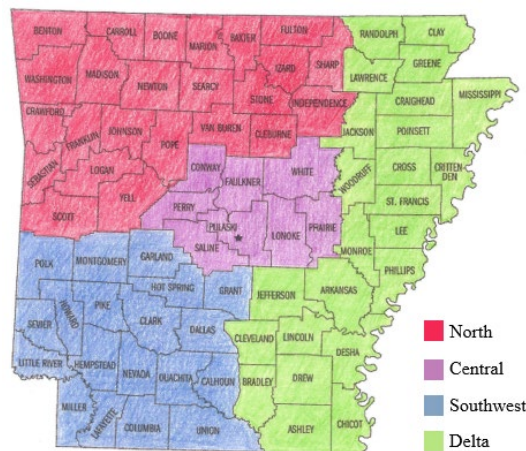 BENTON CARROLL BOONE MARION BAXTER FULTON RANDOLPH CLAY
WASHINGTON MADISON NEWTON SEARCY IZARD SHARP LAWRENCE GREENE
STONE INDEPENDENCE CRAIGHEAD MISSISSIPPI
CRAWFORD FRANKLIN JOHNSON POPE VAN BUREN CLEBURNE JACKSON POINSETT
SEBASTIAN LOGAN CONWAY FAULKNER WHITE WOODRUFF CROSS CRITTEN-
DEN
SCOTT YELL PERRY PULASKI LONOKE PRAIRIE ST. FRANCIS
SALINE MONROE LEE
PHILLIPS
POLK MONTGOMERY GARLAND HOT SPRING GRANT JEFFERSON ARKANSAS
SEVIER HOWARD PIKE CLARK DALLAS CLEVELAND LINCOLN DESHA
LITTLE RIVER HEMPSTEAD NEVADA OUACHITA CALHOUN BRADLEY DREW
MILLER LAFAYETTE COLUMBIA UNION ASHLEY CHICOT
North
Central
Southwest
Delta